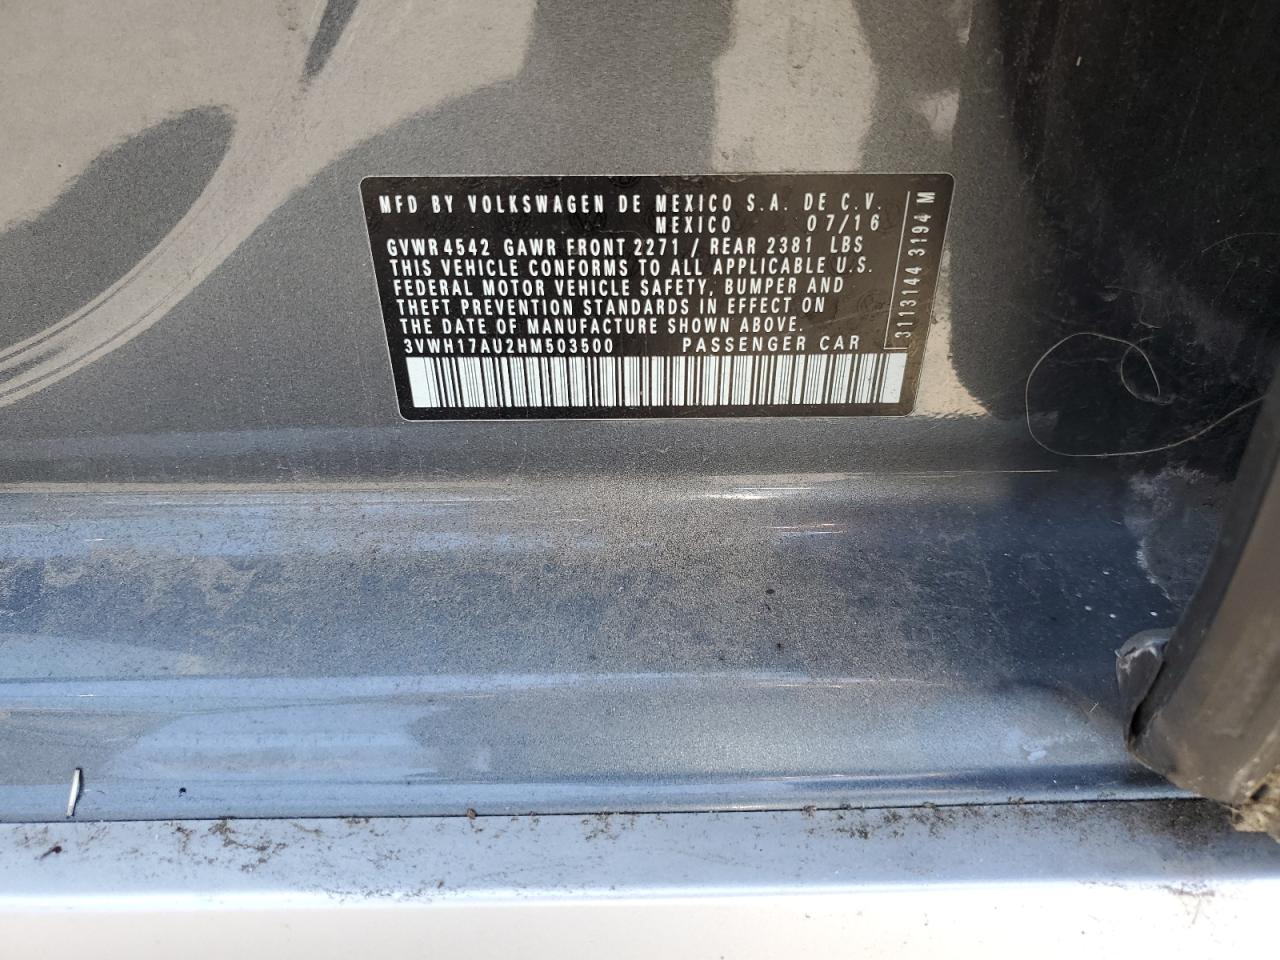 MFD BY VOLKSWAGEN DE MEXICO S.A. DE C.V.
MEXICO 07/16
GVWR 4542 GAWR FRONT 2271 / REAR 2381 LBS
THIS VEHICLE CONFORMS TO ALL APPLICABLE U.S.
FEDERAL MOTOR VEHICLE SAFETY, BUMPER AND
THEFT PREVENTION STANDARDS IN EFFECT ON
THE DATE OF MANUFACTURE SHOWN ABOVE.
3VWH17AU2HM503500 PASSENGER CAR
3113144 3194 M